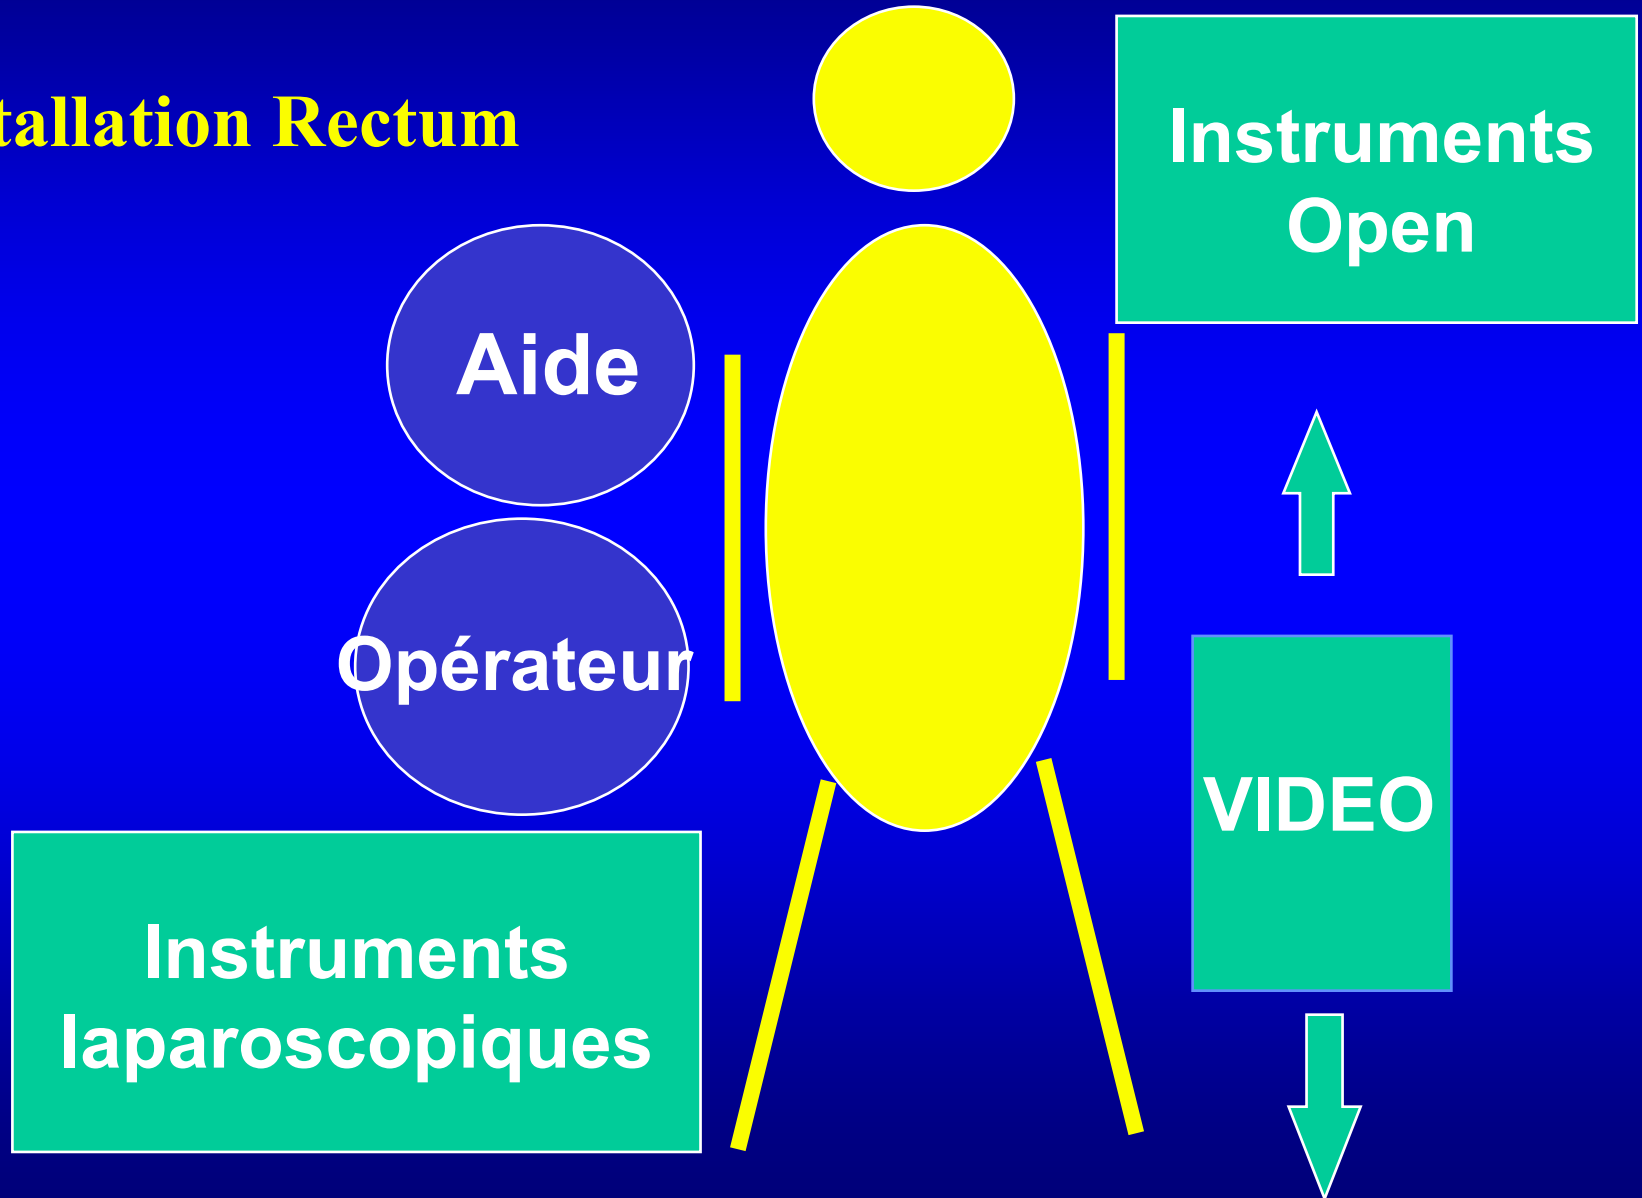 tallation Rectum
Instruments
Open
Aide
Opérateur
VIDEO
Instruments
laparoscopiques